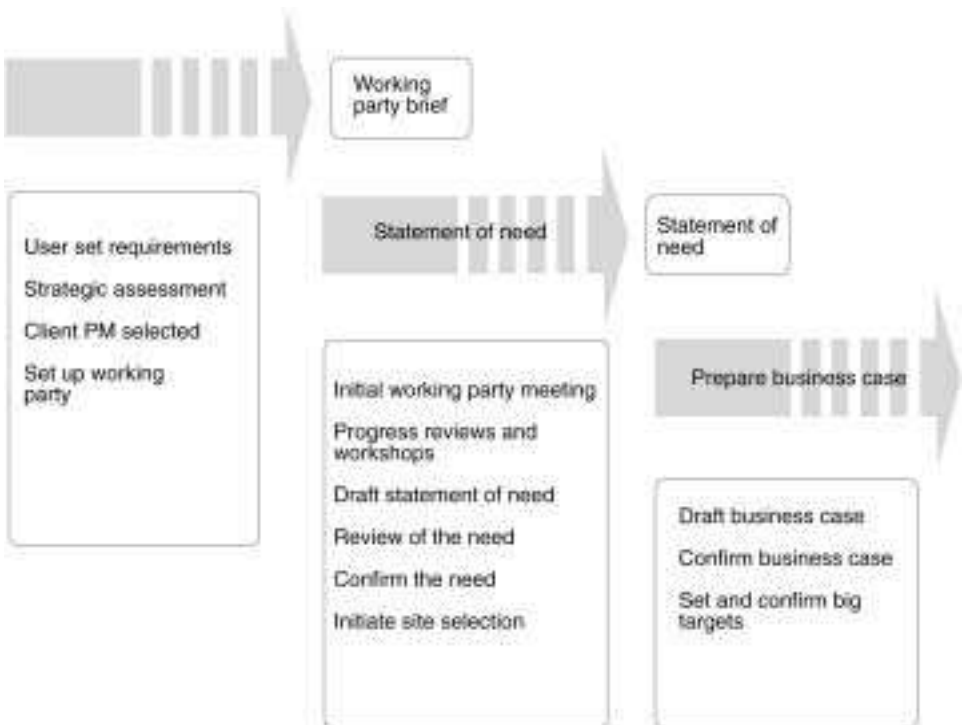 Working
party brief
User set requirements
Strategic assessment
Client PM selected
Set up working
party
Statement of need
Statement of
need
Initial working party meeting
Progress reviews and
workshops
Draft statement of need
Review of the need
Confirm the need
Initiate site selection
Prepare business case
Draft business case
Confirm business case
Set and confirm big
targets